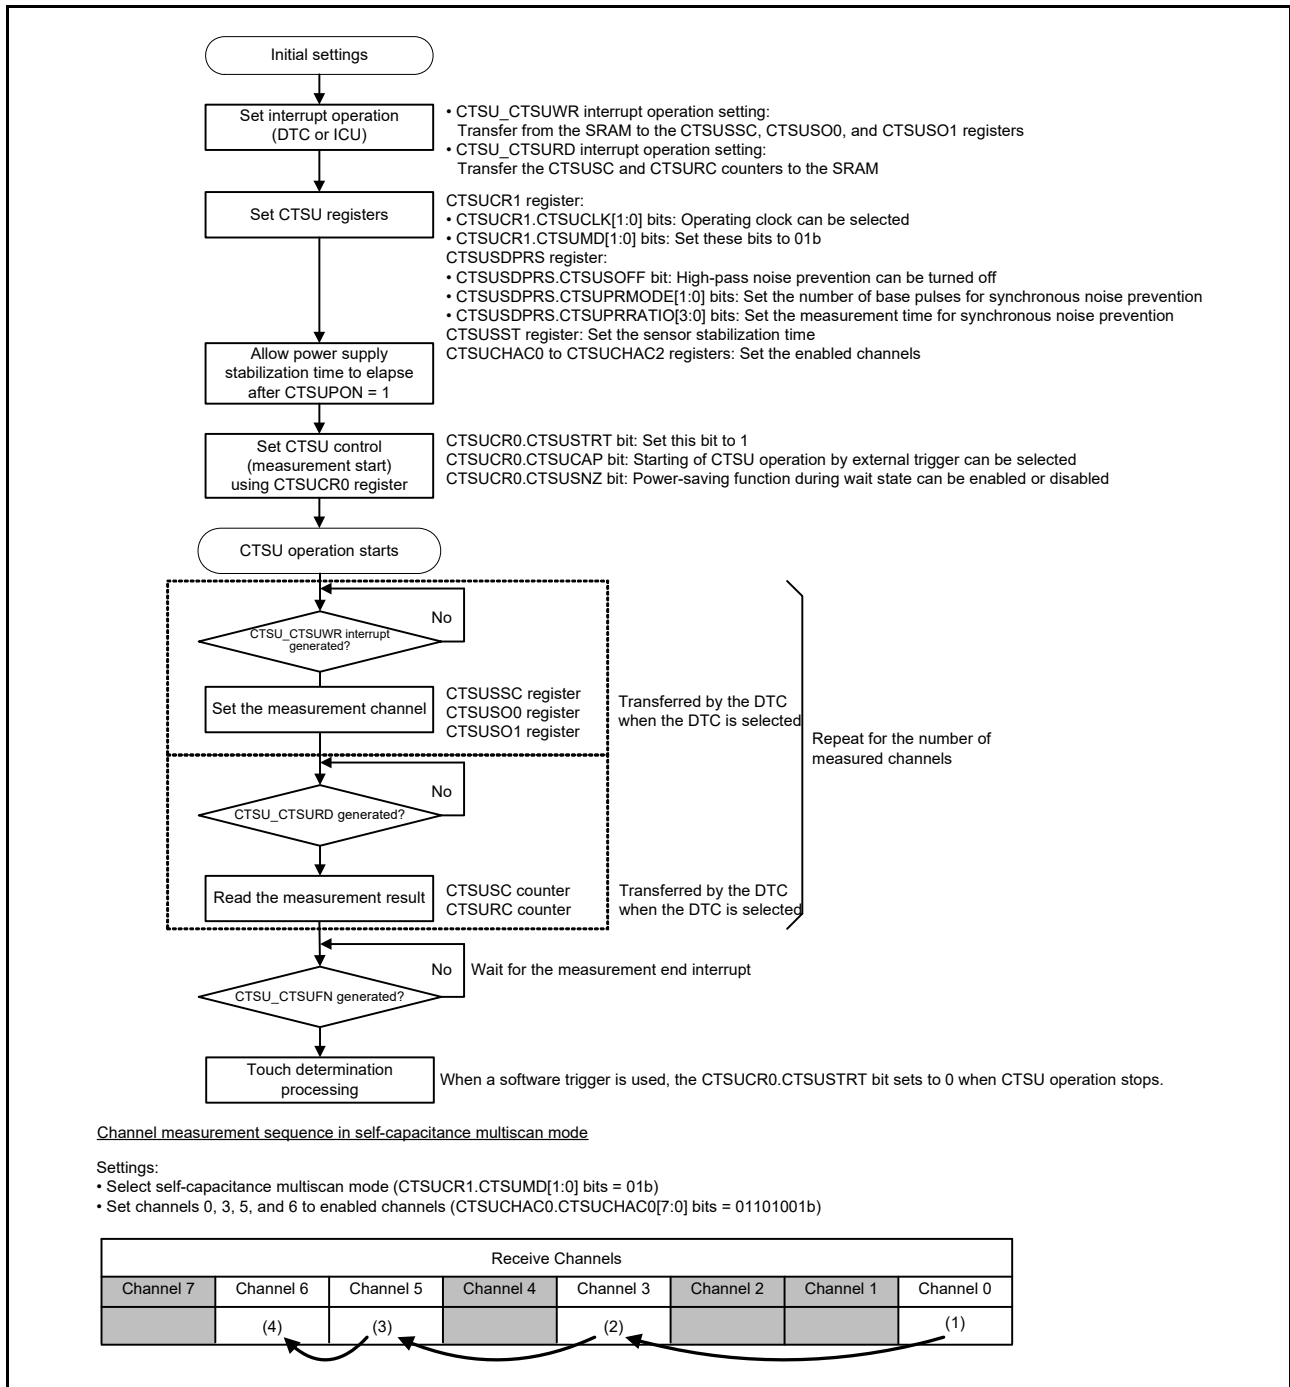 Initial settings
Set interrupt operation
(DTC or ICU)
• CTSU_CTSUWR interrupt operation setting:
Transfer from the SRAM to the CTSUSSC, CTSUSO0, and CTSUSO1 registers
• CTSU_CTSURD interrupt operation setting:
Transfer the CTSUSC and CTSURC counters to the SRAM
Set CTSU registers
CTSUCR1 register:
• CTSUCR1.CTSUCLK[1:0] bits: Operating clock can be selected
• CTSUCR1.CTSUMD[1:0] bits: Set these bits to 01b
CTSUSDPRS register:
• CTSUSDPRS.CTSUSOFF bit: High-pass noise prevention can be turned off
• CTSUSDPRS.CTSUPRMODE[1:0] bits: Set the number of base pulses for synchronous noise prevention
• CTSUSDPRS.CTSUPRRATIO[3:0] bits: Set the measurement time for synchronous noise prevention
CTSUSST register: Set the sensor stabilization time
CTSUCHAC0 to CTSUCHAC2 registers: Set the enabled channels
Allow power supply
stabilization time to elapse
after CTSUPON = 1
Set CTSU control
(measurement start)
using CTSUCR0 register
CTSUCR0.CTSUSTRT bit: Set this bit to 1
CTSUCR0.CTSUCAP bit: Starting of CTSU operation by external trigger can be selected
CTSUCR0.CTSUSNZ bit: Power-saving function during wait state can be enabled or disabled
CTSU operation starts
No
CTSU_CTSUWR interrupt
generated?
Set the measurement channel
CTSUSSC register
CTSUSO0 register
CTSUSO1 register
Transferred by the DTC
when the DTC is selected
Repeat for the number of
measured channels
No
CTSU_CTSURD generated?
Read the measurement result
CTSUSC counter
CTSURC counter
Transferred by the DTC
when the DTC is selected
No
Wait for the measurement end interrupt
CTSU_CTSUFN generated?
Touch determination
processing
When a software trigger is used, the CTSUCR0.CTSUSTRT bit sets to 0 when CTSU operation stops.
Channel measurement sequence in self-capacitance multiscan mode
Settings:
• Select self-capacitance multiscan mode (CTSUCR1.CTSUMD[1:0] bits = 01b)
• Set channels 0, 3, 5, and 6 to enabled channels (CTSUCHAC0.CTSUCHAC0[7:0] bits = 01101001b)
Receive Channels
Channel 7 Channel 6 Channel 5 Channel 4 Channel 3 Channel 2 Channel 1 Channel 0
(4) (3) (2) (1)